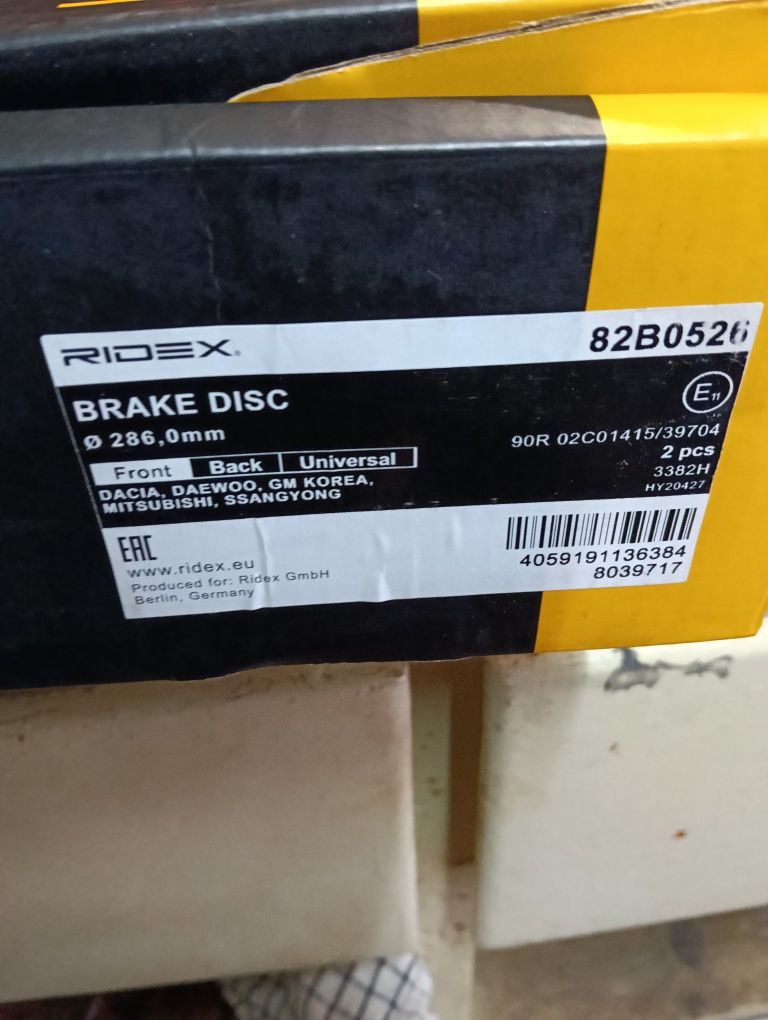 RIDEX®
82B0526
BRAKE DISC
E11
Ø 286,0mm
90R 02C01415/39704
Front Back Universal
2 pcs
3382H
DACIA, DAEWOO, GM KOREA,
MITSUBISHI, SSANGYONG
HY20427
EAC
www.ridex.eu
Produced for: Ridex GmbH
Berlin, Germany
4059191136384
8039717